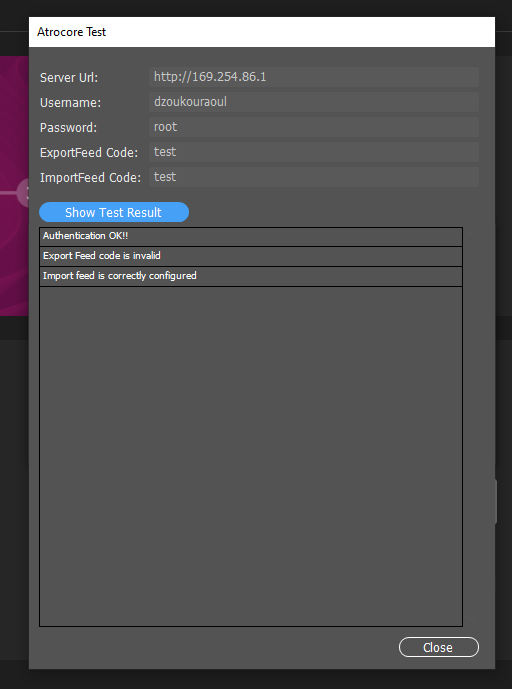 Atrocore Test
Server Url: http://169.254.86.1
Username: dzoukouraoul
Password: root
ExportFeed Code: test
ImportFeed Code: test
Show Test Result
Authentication OK!!
Export Feed code is invalid
Import feed is correctly configured
Close